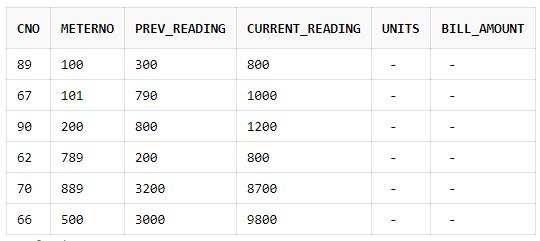 CNO METERNO PREV_READING CURRENT_READING UNITS BILL_AMOUNT
89 100 300 800 - -
67 101 790 1000 - -
90 200 800 1200 - -
62 789 200 800 - -
70 889 3200 8700 - -
66 500 3000 9800 - -